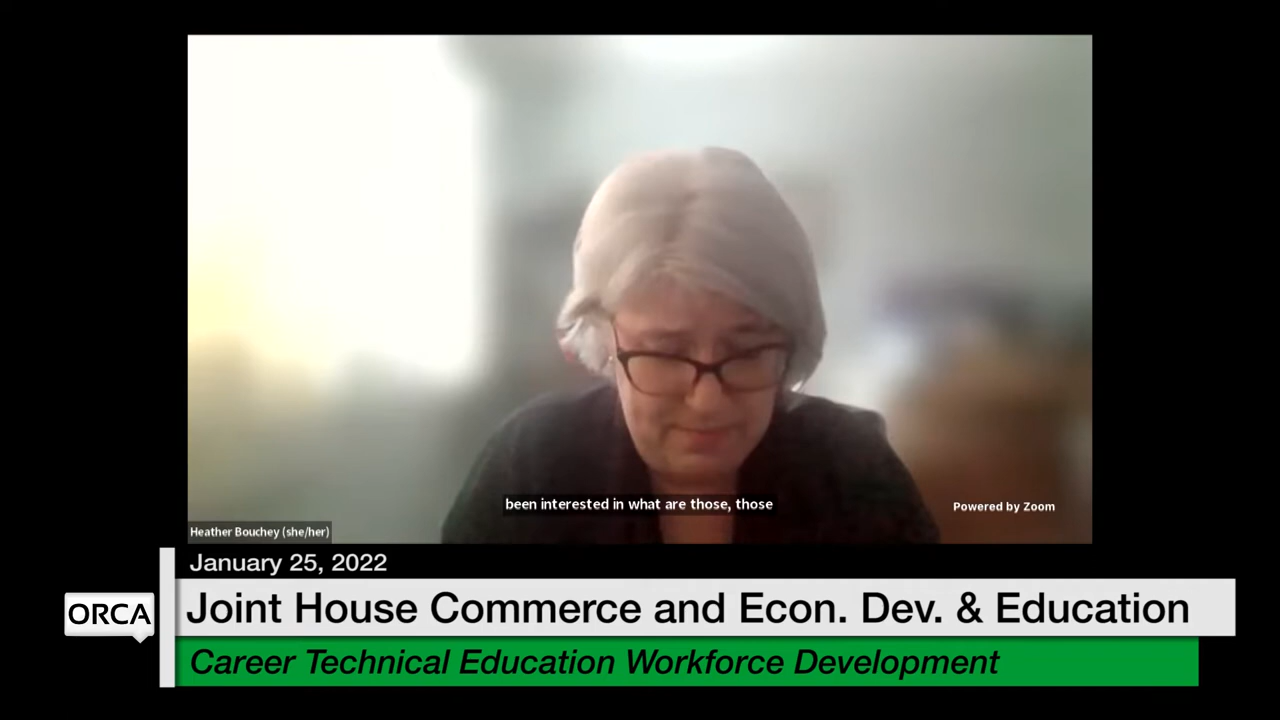 been interested in what are those, those
Powered by Zoom
Heather Bouchey (she/her)
January 25, 2022
ORCA
Joint House Commerce and Econ. Dev. & Education
Career Technical Education Workforce Development